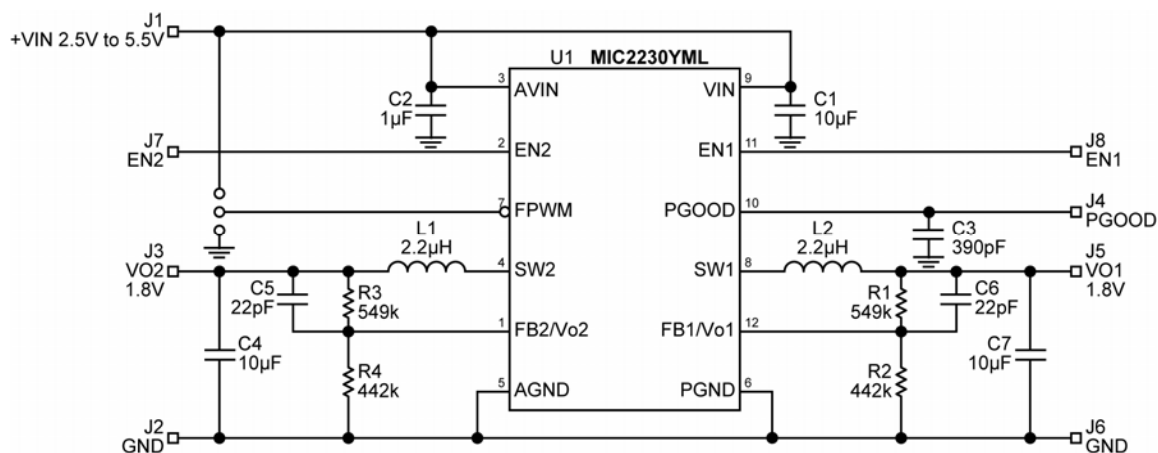 J1
+VIN 2.5V to 5.5V
U1 MIC2230YML
3
AVIN
VIN
9
C2
1µF
C1
10µF
J7
EN2
2
EN2
EN1
11
J8
EN1
7
FPWM
PGOOD
10
J4
PGOOD
C3
390pF
J3
VO2
1.8V
L1
2.2µH
4
SW2
SW1
8
L2
2.2µH
J5
VO1
1.8V
C5
22pF
R3
549k
R1
549k
C6
22pF
1
FB2/Vo2
FB1/Vo1
12
C4
10µF
R4
442k
R2
442k
C7
10µF
5
AGND
PGND
6
J2
GND
J6
GND